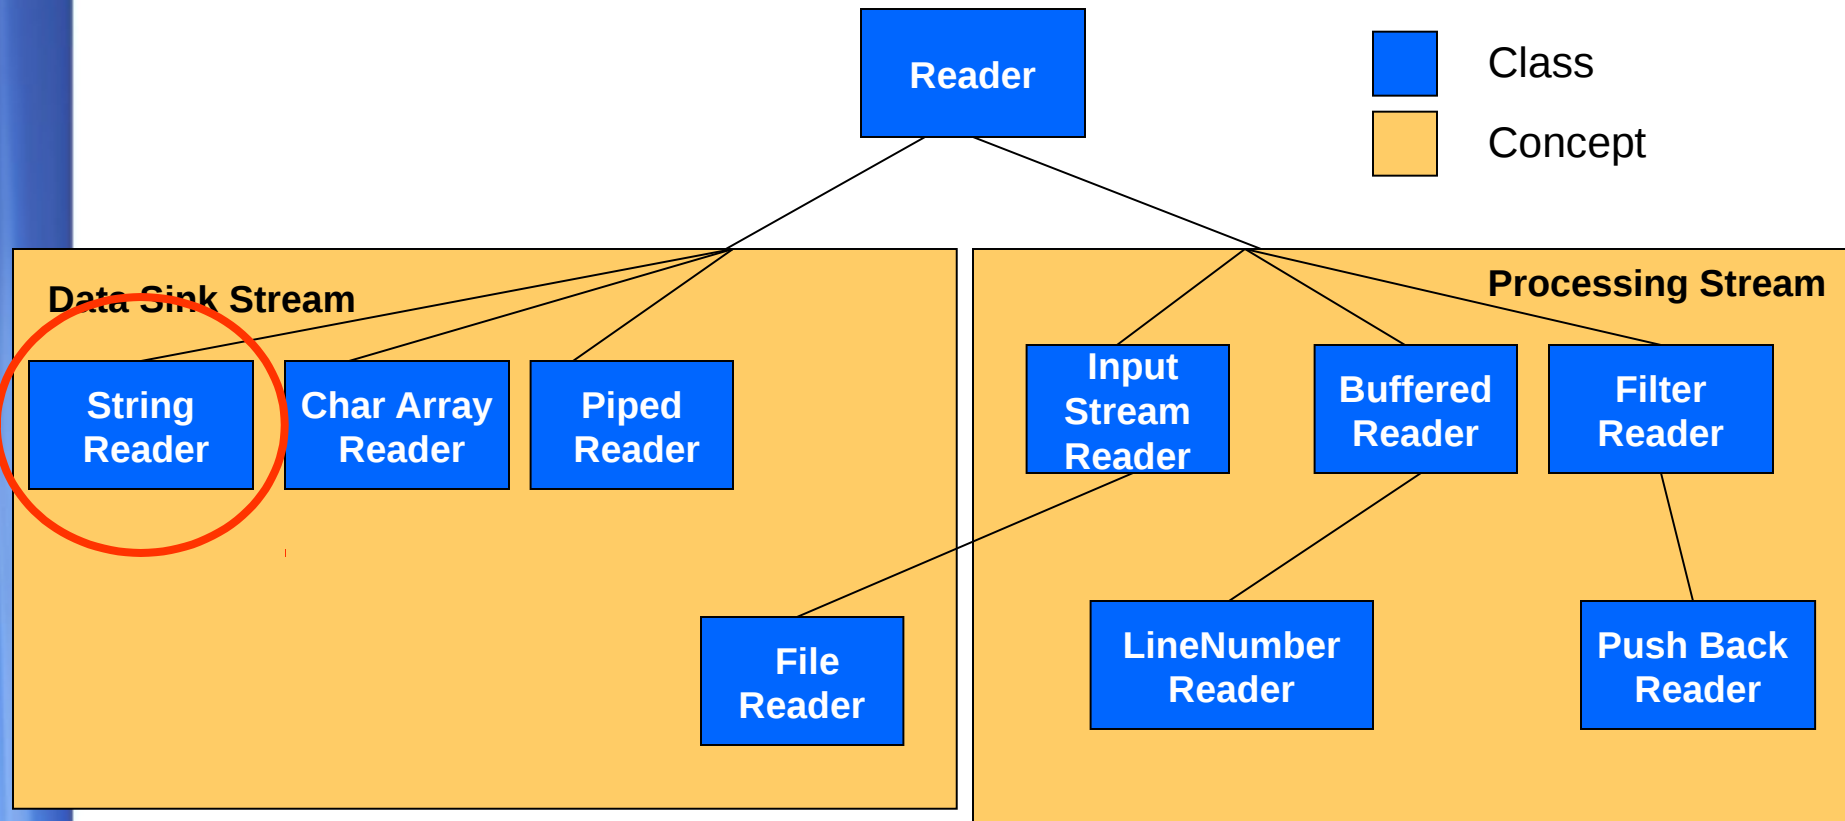 Reader
Class
Concept
Data Sink Stream
Processing Stream
String
Reader
Char Array
Reader
Piped
Reader
Input
Stream
Reader
Buffered
Reader
Filter
Reader
File
Reader
LineNumber
Reader
Push Back
Reader